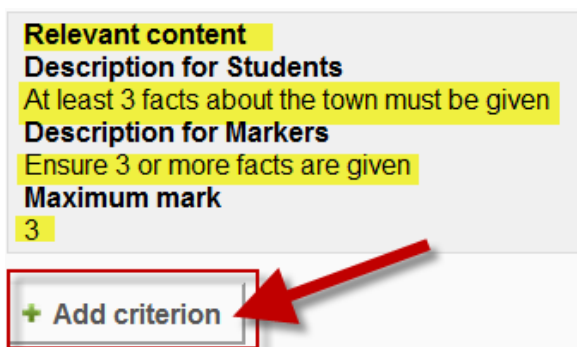 Relevant content
Description for Students
At least 3 facts about the town must be given
Description for Markers
Ensure 3 or more facts are given
Maximum mark
3
+ Add criterion